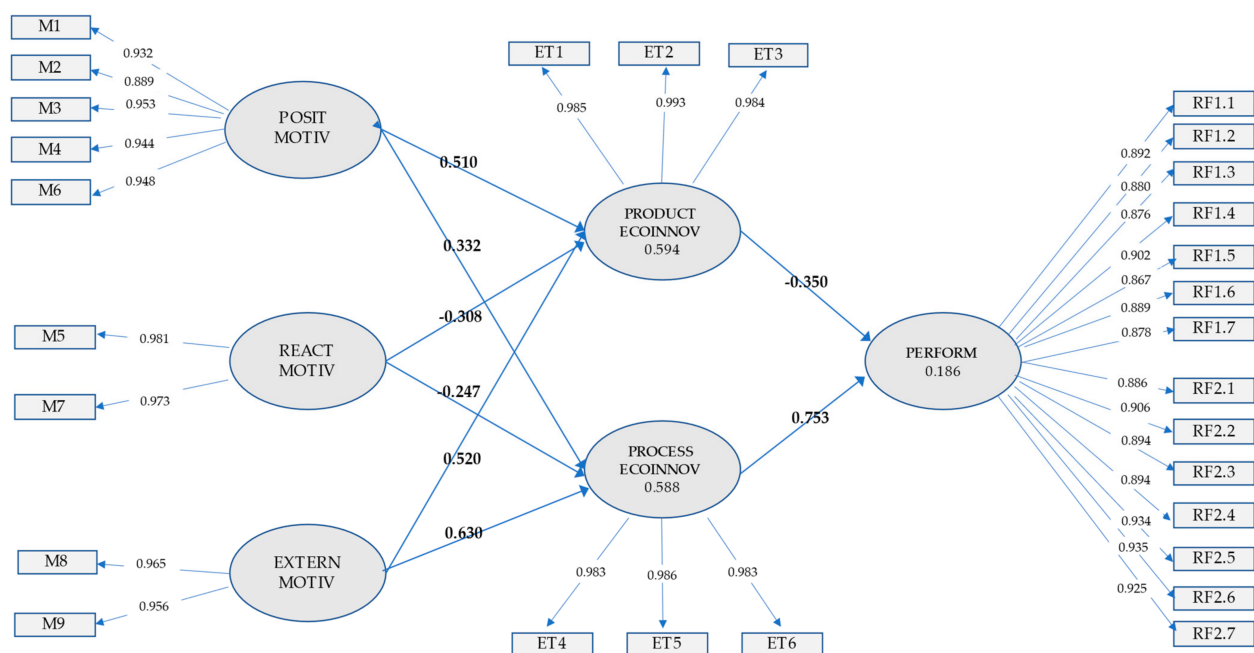 M1
M2
M3
M4
M6
0.932
0.889
0.953
0.944
0.948
POSIT
MOTIV
M5
M7
0.981
0.973
REACT
MOTIV
M8
M9
0.965
0.956
EXTERN
MOTIV
0.510
0.332
-0.308
-0.247
0.520
0.630
ET1
ET2
ET3
0.985
0.993
0.984
PRODUCT
ECOINNOV
0.594
PROCESS
ECOINNOV
0.588
0.983
0.986
0.983
ET4
ET5
ET6
-0.350
0.753
PERFORM
0.186
0.892
0.880
0.876
0.902
0.867
0.889
0.878
0.886
0.906
0.894
0.894
0.934
0.935
0.925
RF1.1
RF1.2
RF1.3
RF1.4
RF1.5
RF1.6
RF1.7
RF2.1
RF2.2
RF2.3
RF2.4
RF2.5
RF2.6
RF2.7